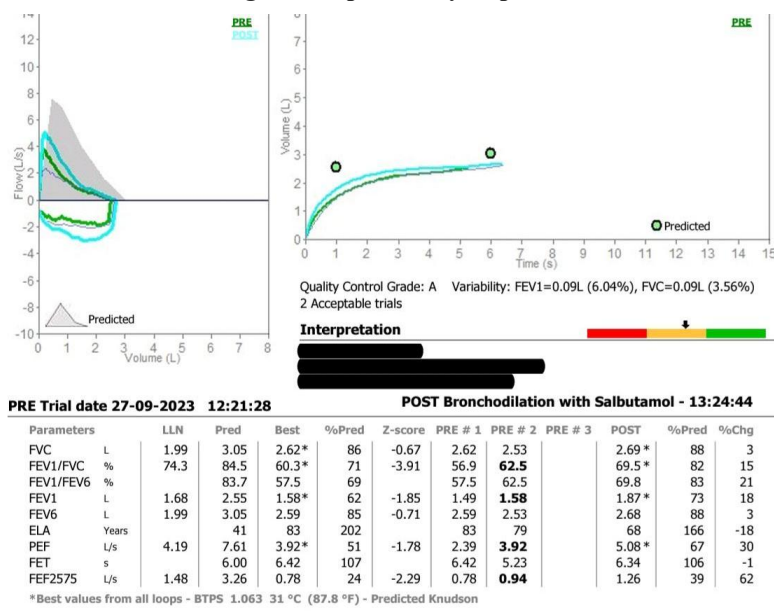 PRE
POST
PRE
Flow(L/s)
14
12
10
8
6
4
2
0
-2
-4
-6
-8
-10
Predicted
0 1 2 3 4 5 6 7 8
Volume (L)
Volume (L)
7
6
5
4
3
2
1
0
Predicted
0 1 2 3 4 5 6 7 8 9 10 11 12 13 14 15
Time (s)
Quality Control Grade: A Variability: FEV1=0.09L (6.04%), FVC=0.09L (3.56%)
2 Acceptable trials
Interpretation
PRE Trial date 27-09-2023 12:21:28 POST Bronchodilation with Salbutamol - 13:24:44
Parameters LLN Pred Best %Pred Z-score PRE # 1 PRE # 2 PRE # 3 POST %Pred %Chg
FVC L 1.99 3.05 2.62* 86 -0.67 2.62 2.53 2.69 * 88 3
FEV1/FVC % 74.3 84.5 60.3* 71 -3.91 56.9 62.5 69.5 * 82 15
FEV1/FEV6 % 83.7 57.5 69 57.5 62.5 69.8 83 21
FEV1 L 1.68 2.55 1.58* 62 -1.85 1.49 1.58 1.87 * 73 18
FEV6 L 1.99 3.05 2.59 85 -0.71 2.59 2.53 2.68 88 3
ELA Years 41 83 202 83 79 68 166 -18
PEF L/s 4.19 7.61 3.92* 51 -1.78 2.39 3.92 5.08 * 67 30
FET s 6.00 6.42 107 6.42 5.23 6.34 106 -1
FEF2575 L/s 1.48 3.26 0.78 24 -2.29 0.78 0.94 1.26 39 62
*Best values from all loops - BTPS 1.063 31 °C (87.8 °F) - Predicted Knudson